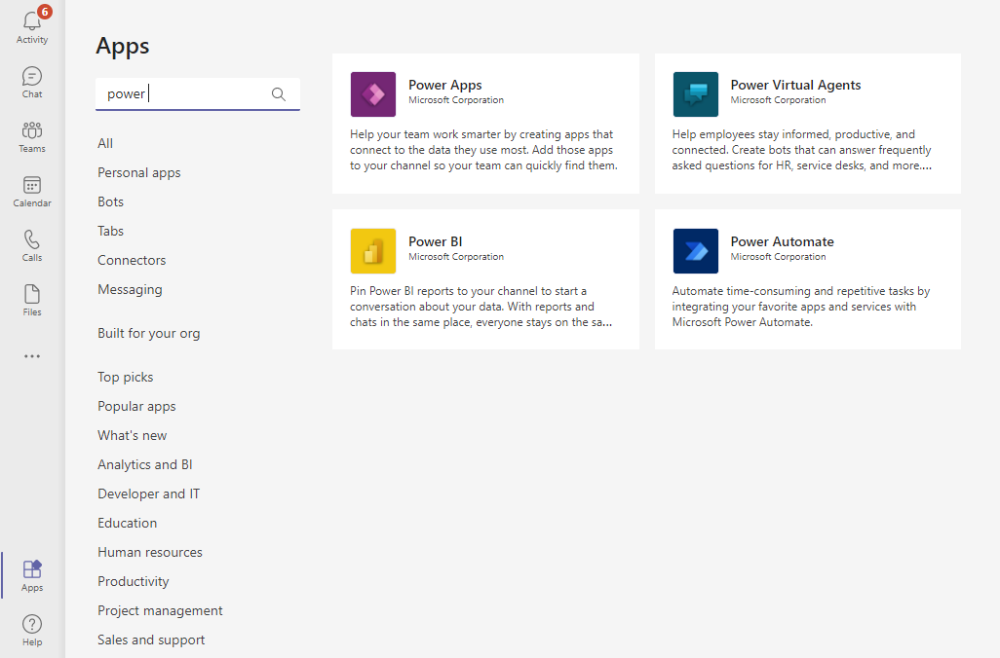 6
Activity
Chat
Teams
Calendar
Calls
Files
Apps
Help
Apps
power
All
Personal apps
Bots
Tabs
Connectors
Messaging
Built for your org
Top picks
Popular apps
What's new
Analytics and BI
Developer and IT
Education
Human resources
Productivity
Project management
Sales and support
Power Apps
Microsoft Corporation
Help your team work smarter by creating apps that
connect to the data they use most. Add those apps
to your channel so your team can quickly find them.
Power Virtual Agents
Microsoft Corporation
Help employees stay informed, productive, and
connected. Create bots that can answer frequently
asked questions for HR, service desks, and more....
Power BI
Microsoft Corporation
Pin Power BI reports to your channel to start a
conversation about your data. With reports and
chats in the same place, everyone stays on the sa...
Power Automate
Microsoft Corporation
Automate time-consuming and repetitive tasks by
integrating your favorite apps and services with
Microsoft Power Automate.